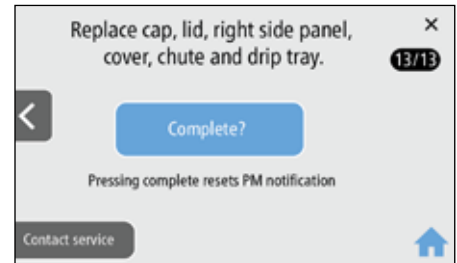 Replace cap, lid, right side panel,
cover, chute and drip tray.
13/13
Complete?
Pressing complete resets PM notification
Contact service